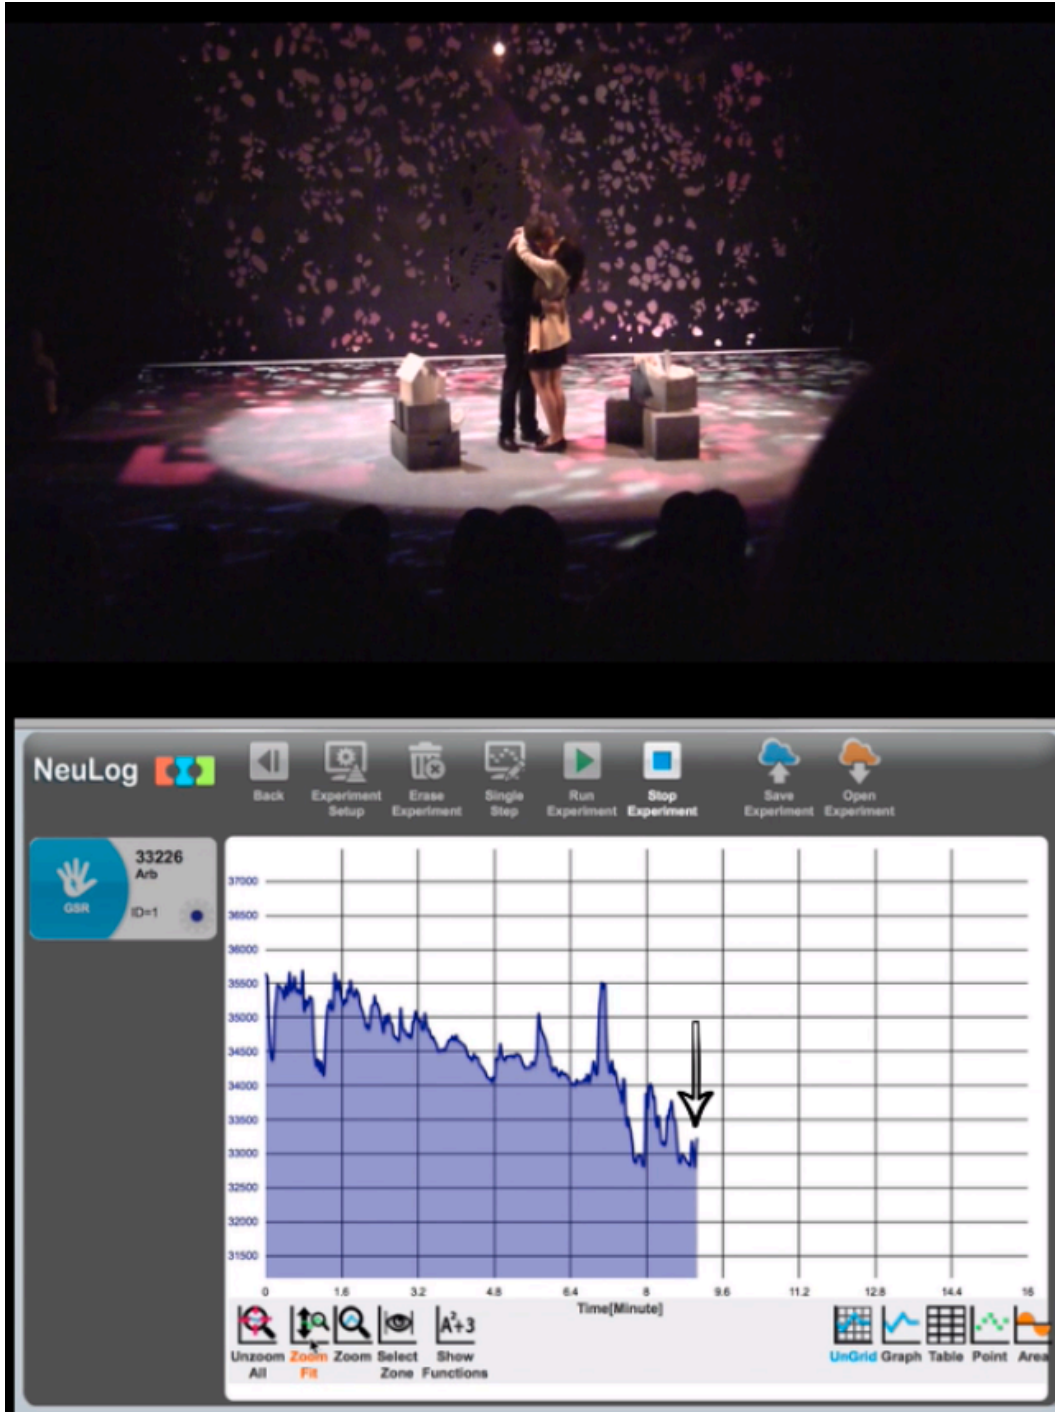 NeuLog
Back
Experiment
Setup
Erase
Experiment
Single
Step
Run
Experiment
Stop
Experiment
Save
Experiment
Open
Experiment
GSR
33226
Arb
ID=1
37000
36500
36000
35500
35000
34500
34000
33500
33000
32500
32000
31500
0 1.6 3.2 4.8 6.4 8 9.6 11.2 12.8 14.4 16
Time[Minute]
Unzoom
All
Zoom
Fit
Zoom
Select
Zone
A²+3
Show
Functions
UnGrid
Graph
Table
Point
Area